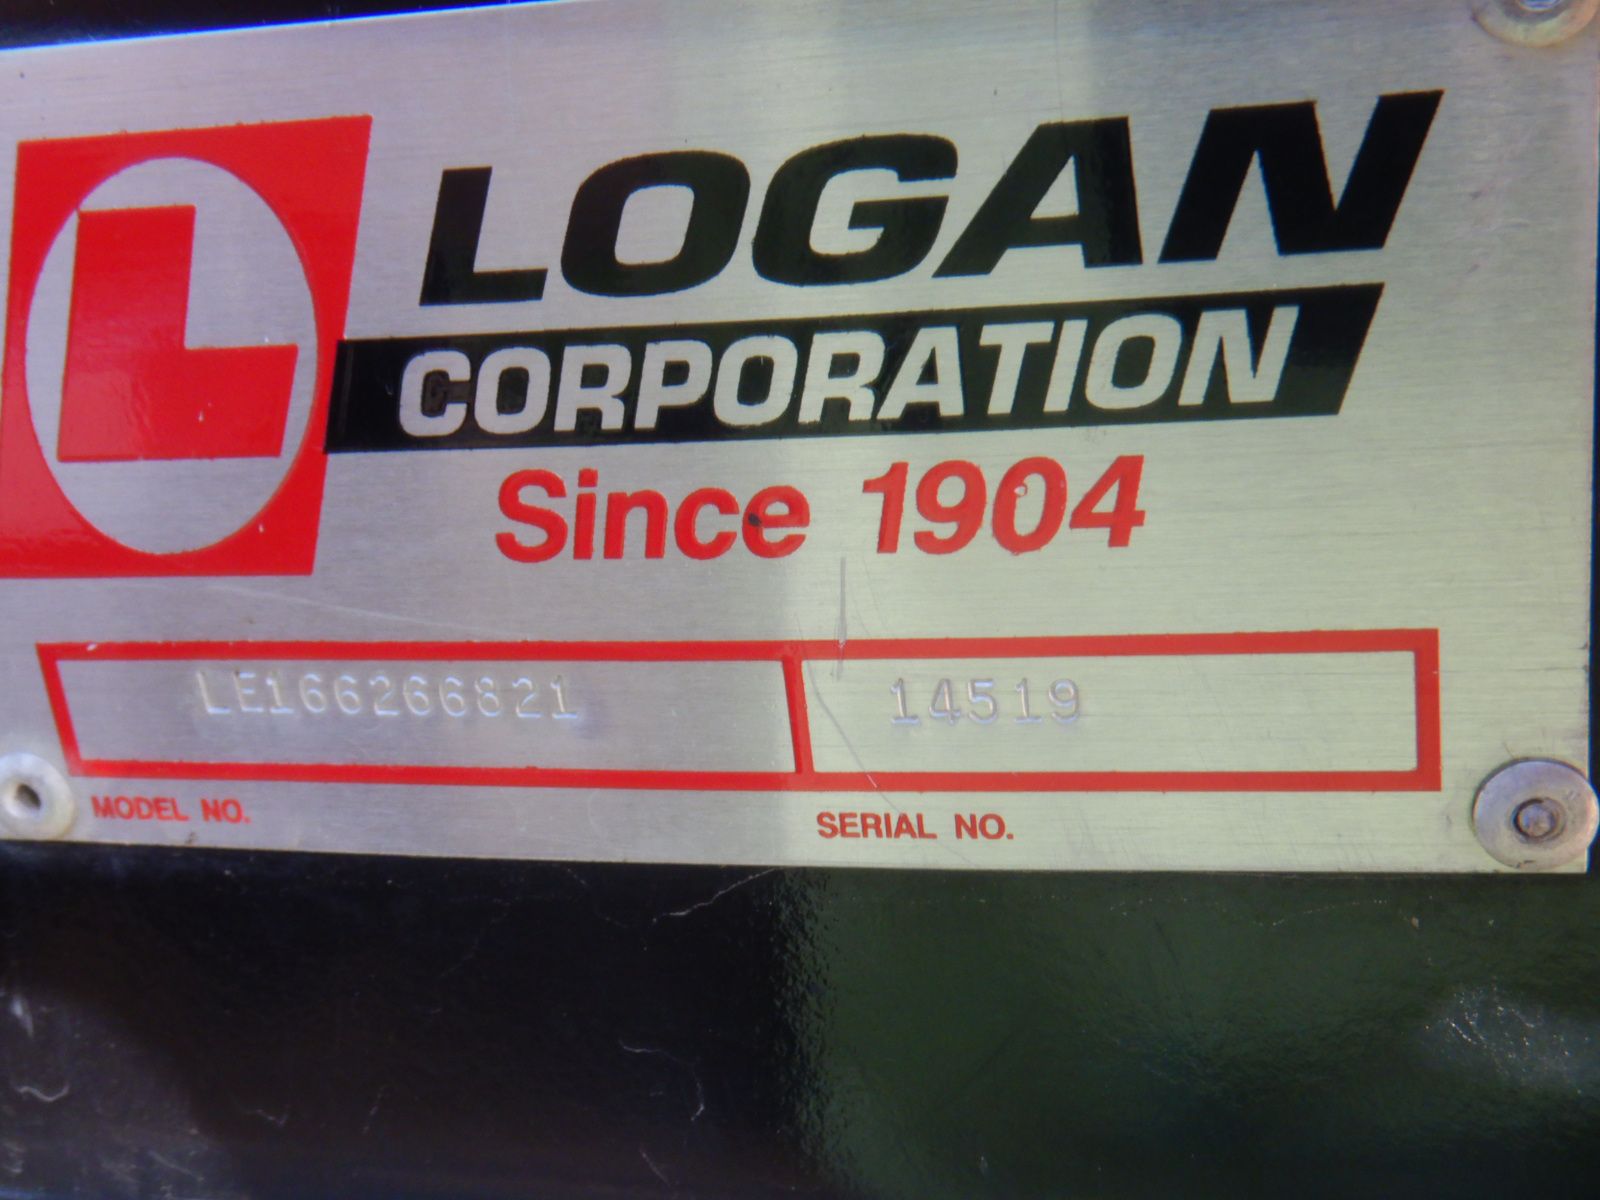 L
LOGAN
CORPORATION
Since 1904
LE166266821 14519
MODEL NO. SERIAL NO.